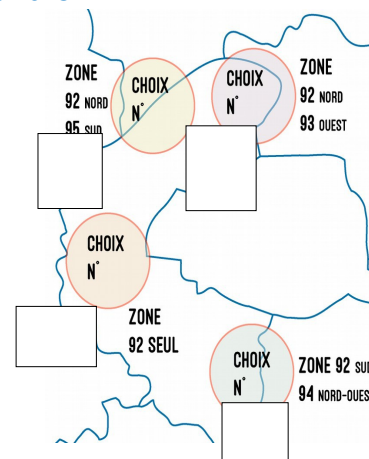 ZONE
92 NORD
95 SUD
CHOIX
N°
CHOIX
N°
ZONE
92 NORD
93 OUEST
CHOIX
N°
ZONE
92 SEUL
CHOIX
N°
ZONE 92 SUD
94 NORD-OUES